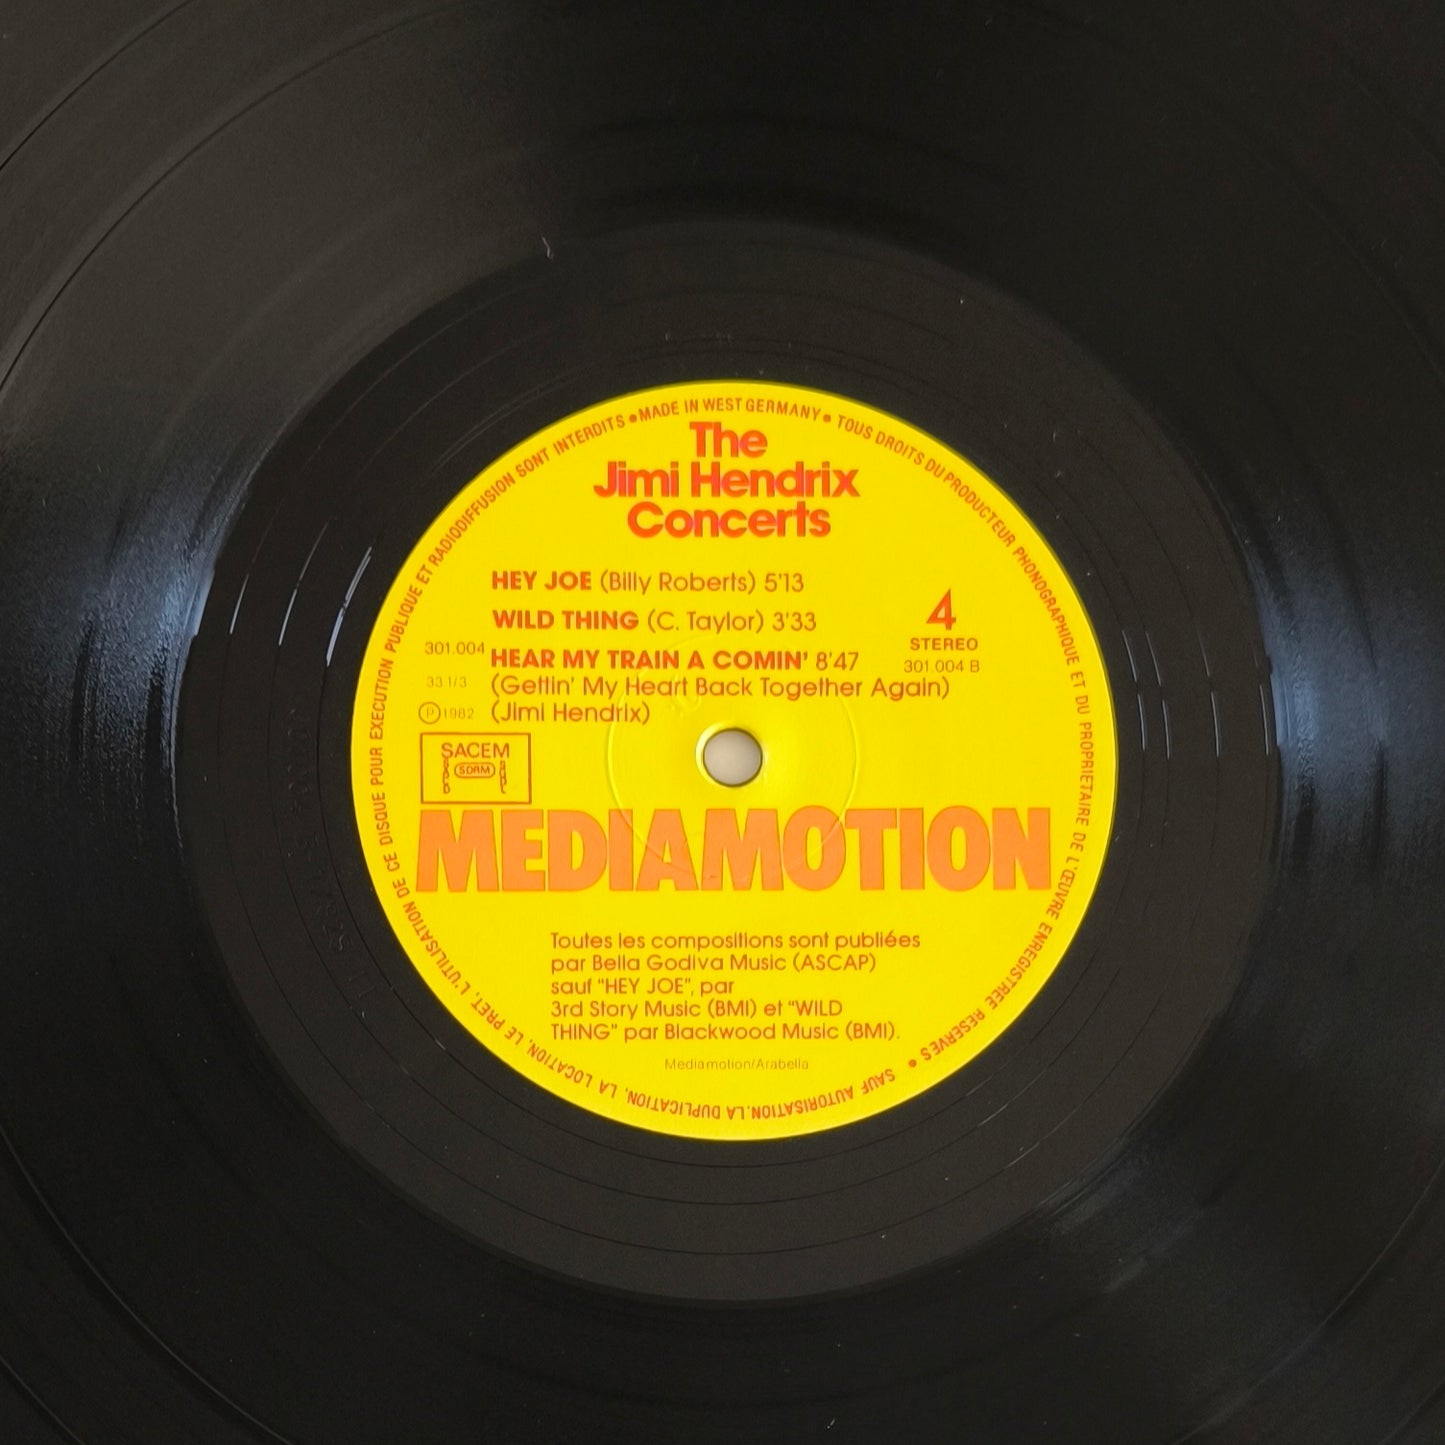 MADE IN WEST GERMANY • TOUS DROITS DU PRODUCTEUR PHONOGRAPHIQUE ET DU PROPRIETAIRE DE L'ŒUVRE ENREGISTREE RESERVES • SAUF AUTORISATION, LA DUPLICATION, LA LOCATION, LE PRET, L'UTILISATION DE CE DISQUE POUR EXECUTION PUBLIQUE ET RADIODIFFUSION SONT INTERDITS •
The
Jimi Hendrix
Concerts
HEY JOE (Billy Roberts) 5'13
WILD THING (C. Taylor) 3'33
HEAR MY TRAIN A COMIN' 8'47
(Gettin' My Heart Back Together Again)
(Jimi Hendrix)
4
STEREO
301.004 B
301.004
33 1/3
Ⓟ 1982
SACEM
SACD SDRM SGDL
MEDIAMOTION
Toutes les compositions sont publiées
par Bella Godiva Music (ASCAP)
sauf "HEY JOE", par
3rd Story Music (BMI) et "WILD
THING" par Blackwood Music (BMI).
Mediamotion/Arabella